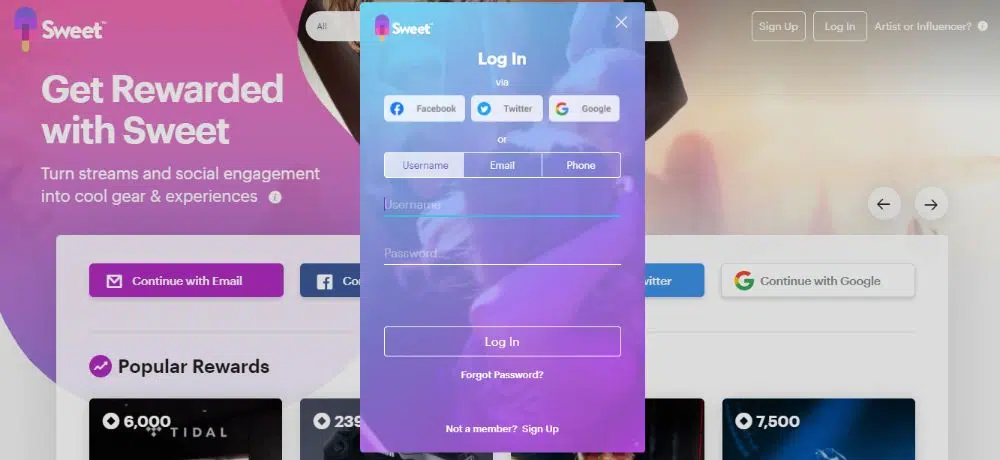 Sweet™
All
Sign Up
Log In
Artist or Influencer?
Get Rewarded
with Sweet
Turn streams and social engagement
into cool gear & experiences
Continue with Email
Continue with Google
Popular Rewards
6,000
TIDAL
239
7,500
Sweet™
Log In
via
Facebook
Twitter
Google
or
Username
Email
Phone
Username
Password
Log In
Forgot Password?
Not a member? Sign Up